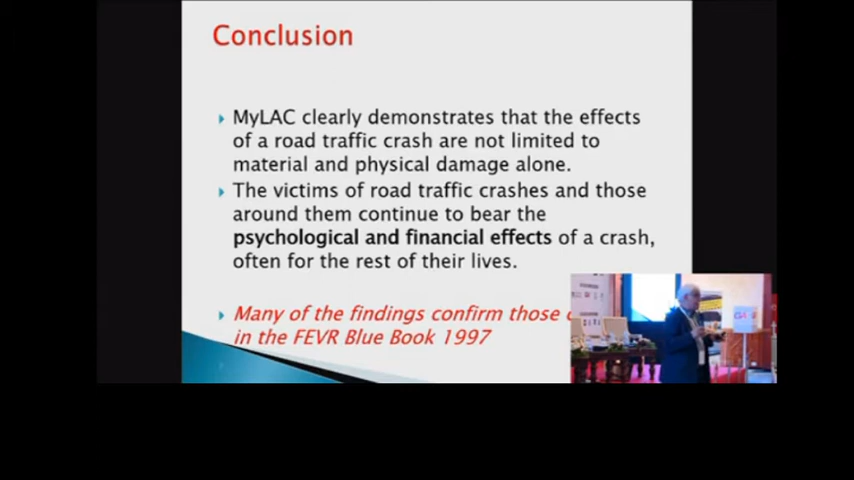 Conclusion
MyLAC clearly demonstrates that the effects
of a road traffic crash are not limited to
material and physical damage alone.
The victims of road traffic crashes and those
around them continue to bear the
psychological and financial effects of a crash,
often for the rest of their lives.
Many of the findings confirm those
in the FEVR Blue Book 1997